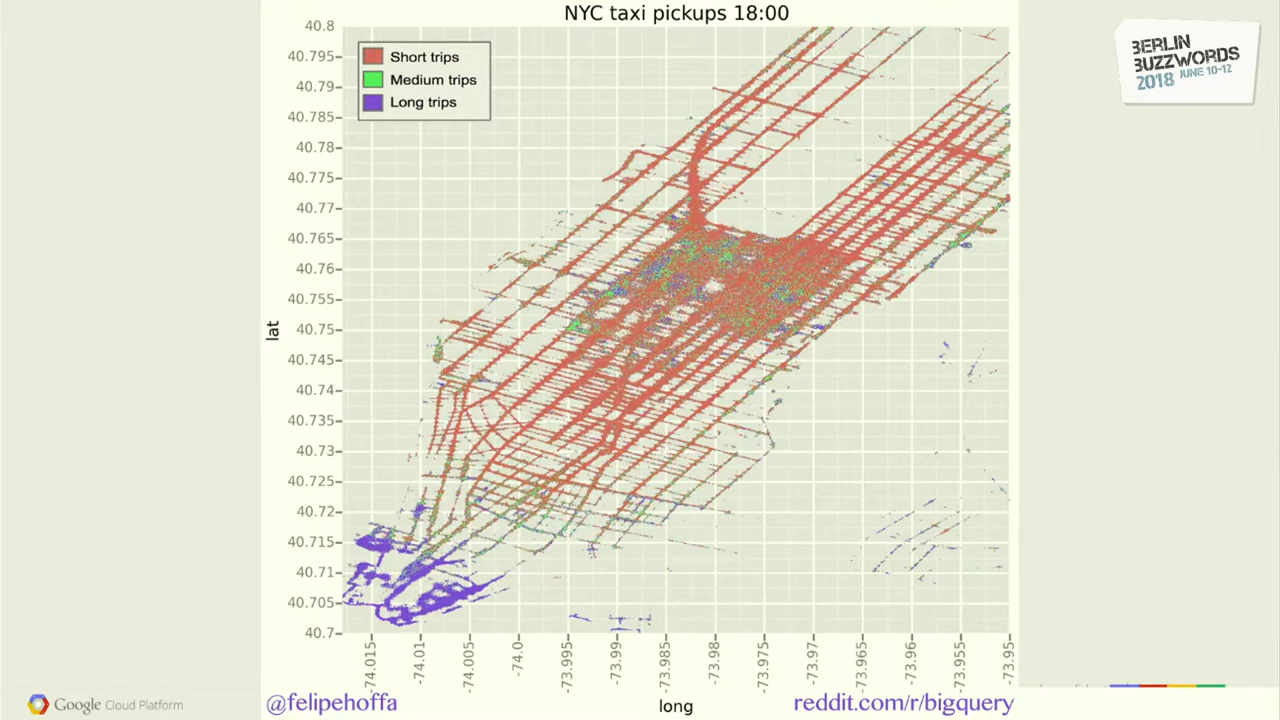 NYC taxi pickups 18:00
Short trips
Medium trips
Long trips
BERLIN
BUZZWORDS
2018 JUNE 10-12
40.8
40.795
40.79
40.785
40.78
40.775
40.77
40.765
40.76
40.755
40.75
40.745
40.74
40.735
40.73
40.725
40.72
40.715
40.71
40.705
40.7
lat
-74.015
-74.01
-74.005
-74.0
-73.995
-73.99
-73.985
-73.98
-73.975
-73.97
-73.965
-73.96
-73.955
-73.95
long
Google Cloud Platform
@felipehoffa
reddit.com/r/bigquery